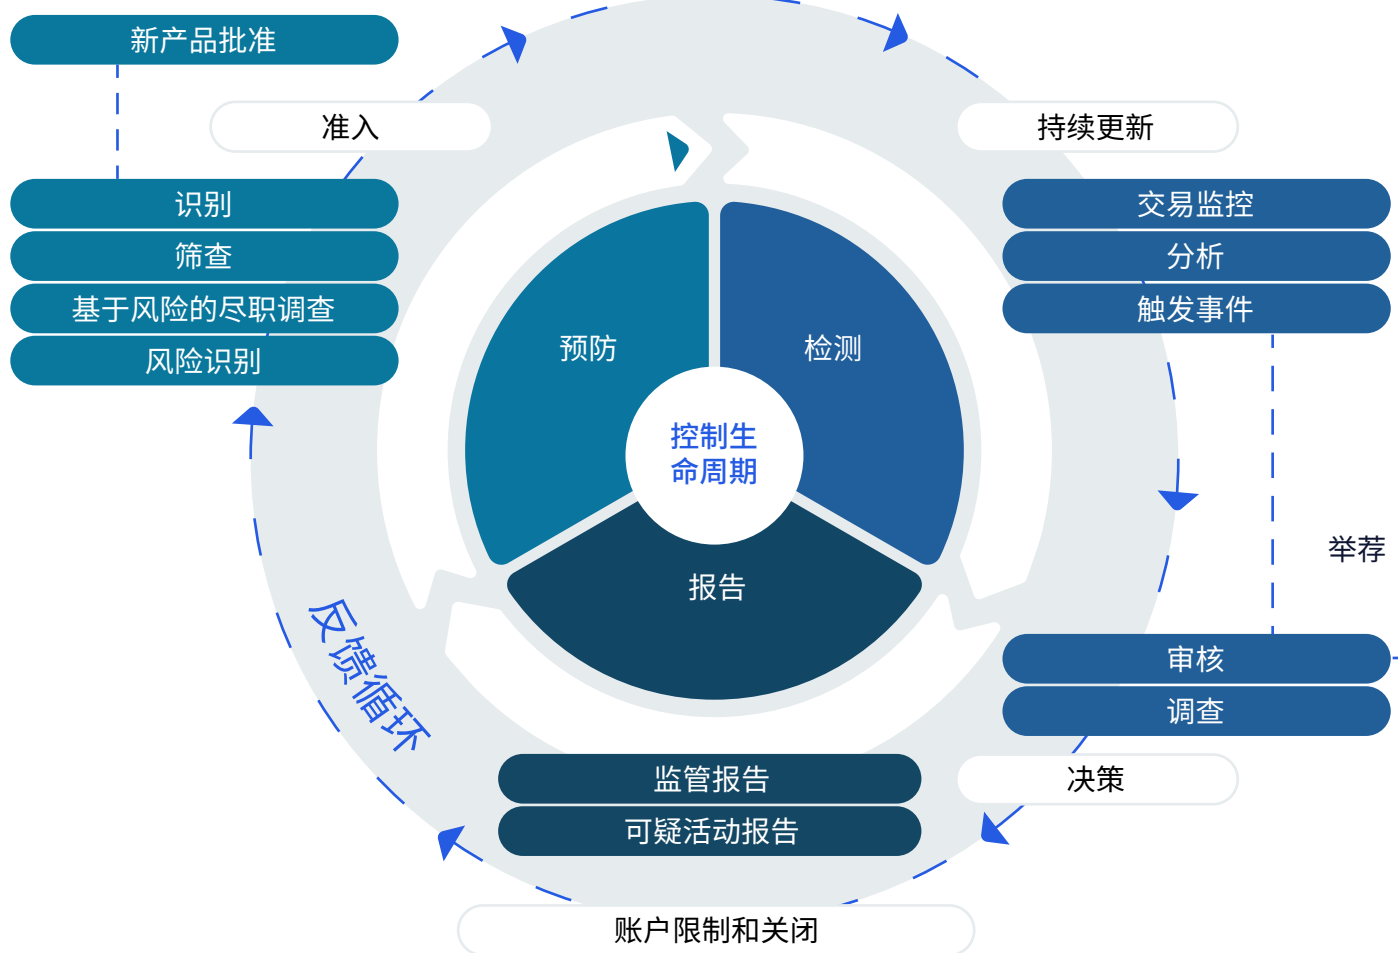 新产品批准
准入
持续更新
识别
筛查
基于风险的尽职调查
风险识别
交易监控
分析
触发事件
预防
检测
控制生
命周期
举荐
报告
反馈循环
审核
调查
决策
监管报告
可疑活动报告
账户限制和关闭